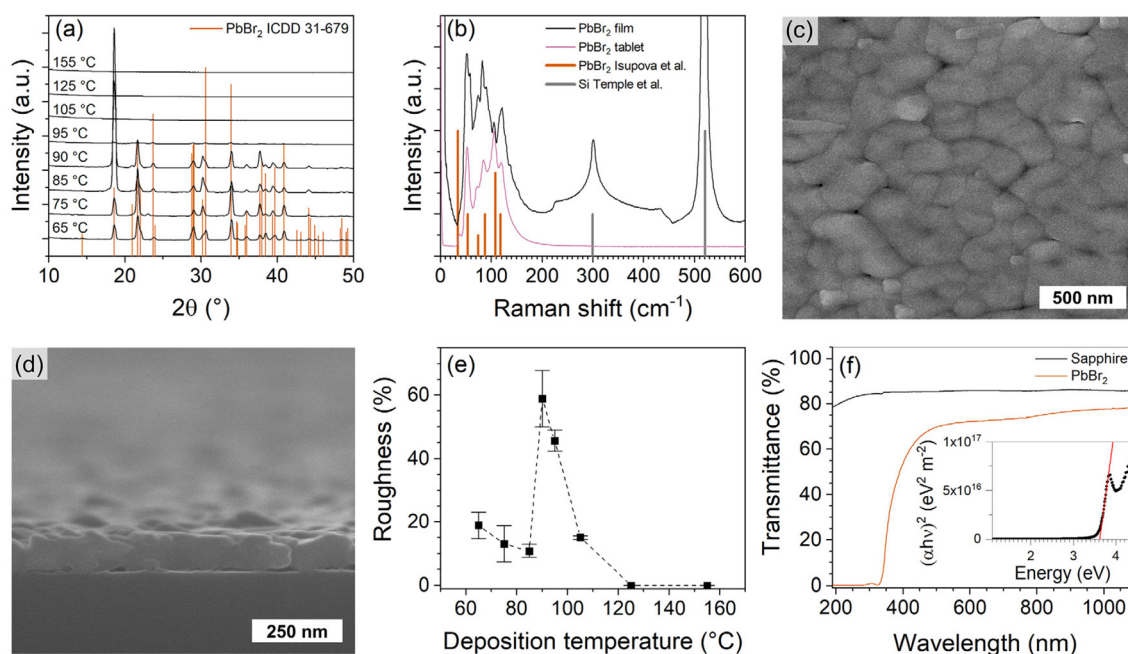 (a)
PbBr₂ ICDD 31-679
155 °C
125 °C
105 °C
95 °C
90 °C
85 °C
75 °C
65 °C
Intensity (a.u.)
10 20 30 40 50
2θ (°)
(b)
PbBr₂ film
PbBr₂ tablet
PbBr₂ Isupova et al.
Si Temple et al.
Intensity (a.u.)
0 100 200 300 400 500 600
Raman shift (cm⁻¹)
(c)
500 nm
(d)
250 nm
(e)
Roughness (%)
60
40
20
0
60 80 100 120 140 160
Deposition temperature (°C)
(f)
Sapphire
PbBr₂
Transmittance (%)
100
80
60
40
20
0
(αhν)² (eV² m⁻²)
1x10¹⁷
5x10¹⁶
0
2 3 4
Energy (eV)
200 400 600 800 1000
Wavelength (nm)